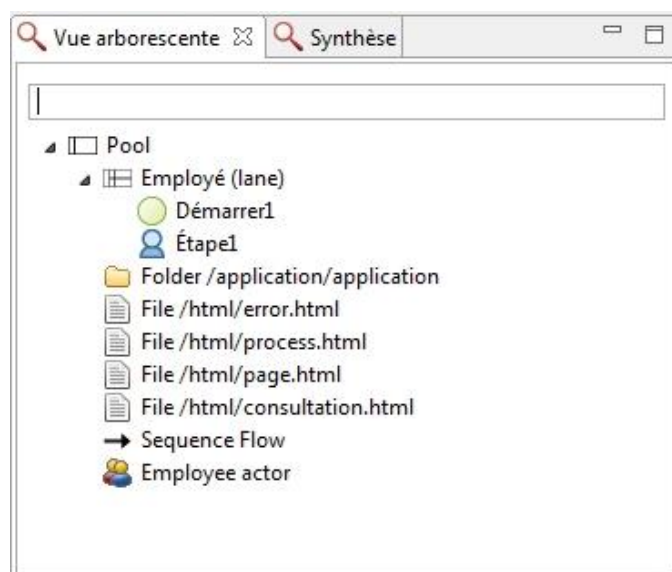 Vue arborescente Synthèse
Pool
Employé (lane)
Démarrer1
Étape1
Folder /application/application
File /html/error.html
File /html/process.html
File /html/page.html
File /html/consultation.html
Sequence Flow
Employee actor